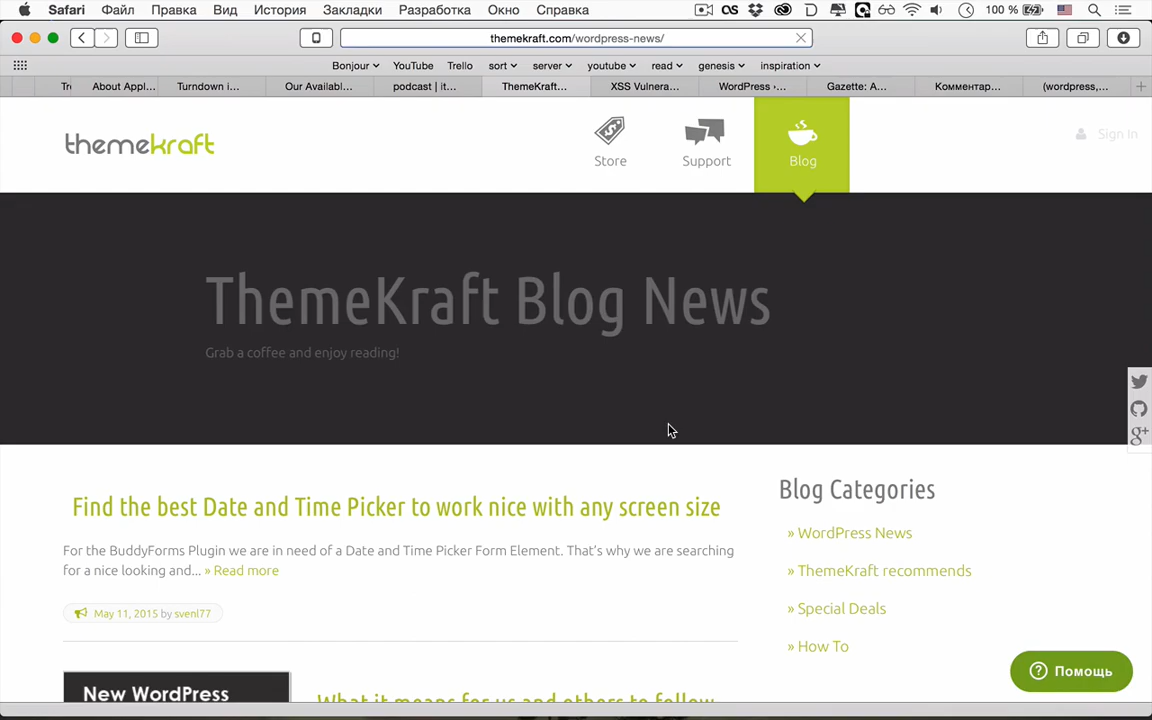 Safari Файл Правка Вид История Закладки Разработка Окно Справка 100 %
themekraft.com/wordpress-news/
Bonjour YouTube Trello sort server youtube read genesis inspiration
About Appl... Turndown i... Our Availabl... podcast | it... ThemeKraft... XSS Vulnera... WordPress ›... Gazette: A... Комментар... (wordpress,...
themekraft
Store Support Blog Sign In
ThemeKraft Blog News
Grab a coffee and enjoy reading!
Find the best Date and Time Picker to work nice with any screen size
For the BuddyForms Plugin we are in need of a Date and Time Picker Form Element. That's why we are searching
for a nice looking and... » Read more
May 11, 2015 by svenl77
Blog Categories
» WordPress News
» ThemeKraft recommends
» Special Deals
» How To
Помощь
New WordPress
What it means for us and others to follow